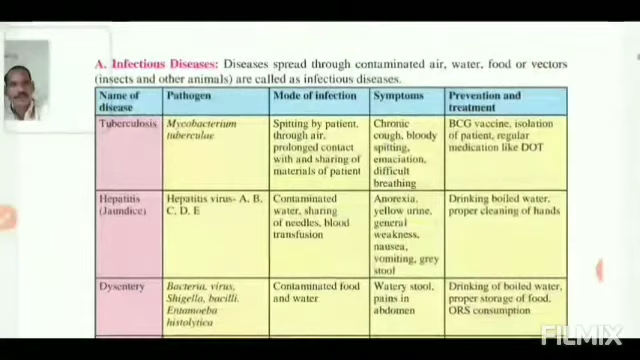 A. Infectious Diseases: Diseases spread through contaminated air, water, food or vectors
(insects and other animals) are called as infectious diseases.
Name of
disease
Pathogen
Mode of infection
Symptoms
Prevention and
treatment
Tuberculosis
Mycobacterium
tuberculae
Spitting by patient,
through air,
prolonged contact
with and sharing of
materials of patient
Chronic
cough, bloody
spitting,
emaciation,
difficult
breathing
BCG vaccine, isolation
of patient, regular
medication like DOT
Hepatitis
(Jaundice)
Hepatitis virus- A, B,
C, D, E
Contaminated
water, sharing
of needles, blood
transfusion
Anorexia,
yellow urine,
general
weakness,
nausea,
vomiting, grey
stool
Drinking boiled water,
proper cleaning of hands
Dysentery
Bacteria, virus,
Shigella, bacilli,
Entamoeba
histolytica
Contaminated food
and water
Watery stool,
pains in
abdomen
Drinking of boiled water,
proper storage of food,
ORS consumption
FILMIX